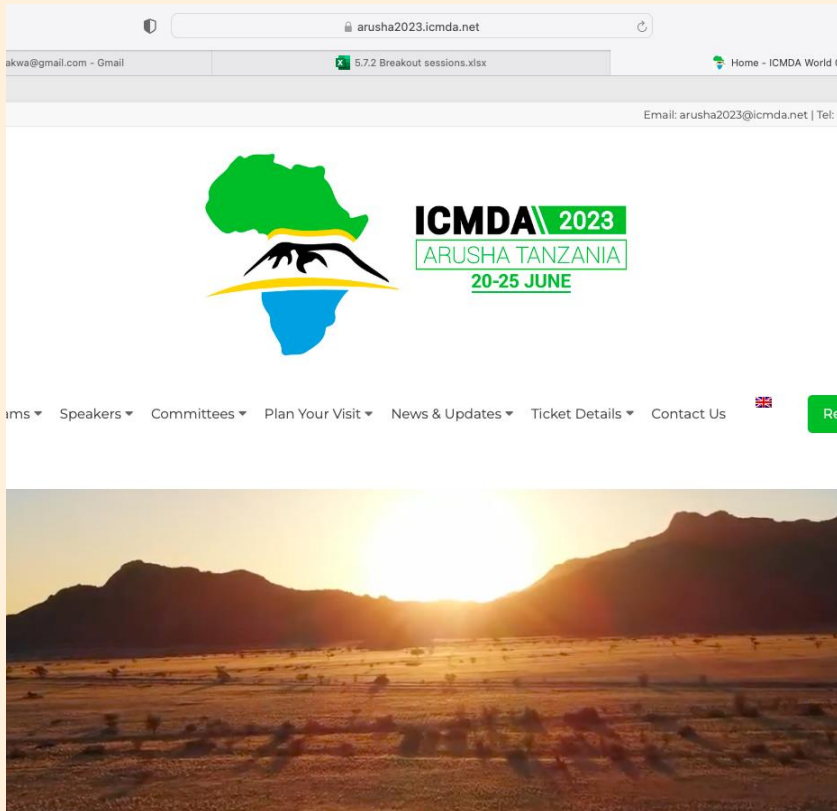 arusha2023.icmda.net
akwa@gmail.com - Gmail
5.7.2 Breakout sessions.xlsx
Home - ICMDA World
Email: arusha2023@icmda.net | Tel:
ICMDA 2023
ARUSHA TANZANIA
20-25 JUNE
ams Speakers Committees Plan Your Visit News & Updates Ticket Details Contact Us Re